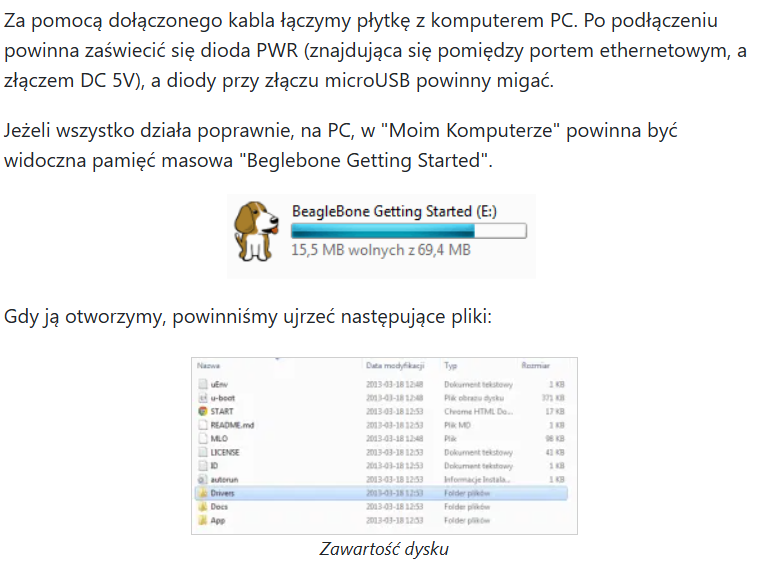 Za pomocą dołączonego kabla łączymy płytkę z komputerem PC. Po podłączeniu
powinna zaświecić się dioda PWR (znajdująca się pomiędzy portem ethernetowym, a
złączem DC 5V), a diody przy złączu microUSB powinny migać.
Jeżeli wszystko działa poprawnie, na PC, w "Moim Komputerze" powinna być
widoczna pamięć masowa "Beglebone Getting Started".
BeagleBone Getting Started (E:)
15,5 MB wolnych z 69,4 MB
Gdy ją otworzymy, powinniśmy ujrzeć następujące pliki:
Nazwa Data modyfikacji Typ Rozmiar
uEnv 2013-03-18 12:48 Dokument tekstowy 1 KB
u-boot 2013-03-18 12:48 Plik obrazu dysku 371 KB
START 2013-03-18 12:53 Chrome HTML Do... 17 KB
README.md 2013-03-18 12:53 Plik MD 1 KB
MLO 2013-03-18 12:48 Plik 98 KB
LICENSE 2013-03-18 12:53 Dokument tekstowy 41 KB
ID 2013-03-18 12:53 Dokument tekstowy 1 KB
autorun 2013-03-18 12:53 Informacje Instala... 1 KB
Drivers 2013-03-18 12:53 Folder plików
Docs 2013-03-18 12:53 Folder plików
App 2013-03-18 12:53 Folder plików
Zawartość dysku